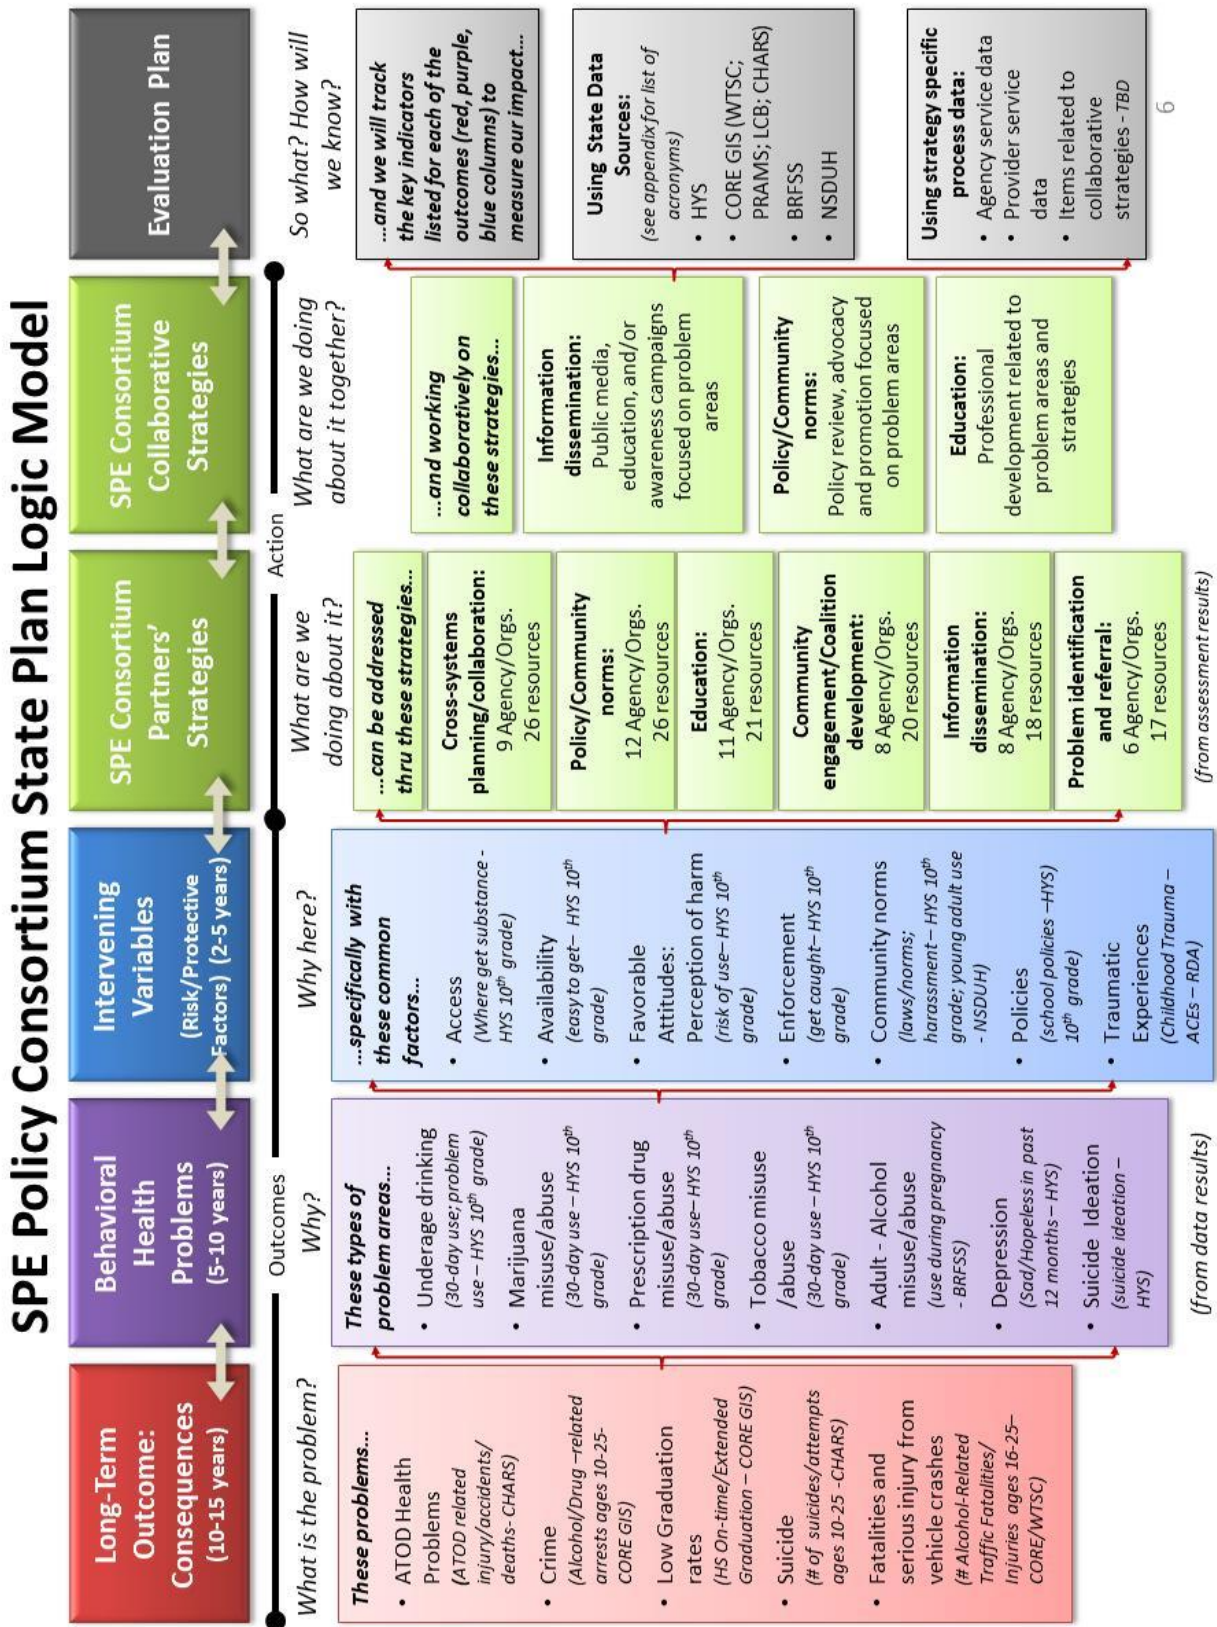 SPE Policy Consortium State Plan Logic Model
Long-Term
Outcome:
Consequences
(10-15 years)
What is the problem?
These problems...
• ATOD Health
Problems
(ATOD related
injury/accidents/
deaths- CHARS)
• Crime
(Alcohol/Drug –related
arrests ages 10-25-
CORE GIS)
• Low Graduation
rates
(HS On-time/Extended
Graduation – CORE GIS)
• Suicide
(# of suicides/attempts
ages 10-25 -CHARS)
• Fatalities and
serious injury from
vehicle crashes
(# Alcohol-Related
Traffic Fatalities/
Injuries ages 16-25–
CORE/WTSC)
Outcomes
Behavioral
Health
Problems
(5-10 years)
Why?
These types of
problem areas...
• Underage drinking
(30-day use; problem
use – HYS 10th grade)
• Marijuana
misuse/abuse
(30-day use – HYS 10th
grade)
• Prescription drug
misuse/abuse
(30-day use– HYS 10th
grade)
• Tobacco misuse
/abuse
(30-day use – HYS 10th
grade)
• Adult - Alcohol
misuse/abuse
(use during pregnancy
- BRFSS)
• Depression
(Sad/Hopeless in past
12 months – HYS)
• Suicide Ideation
(suicide ideation –
HYS)
(from data results)
Intervening
Variables
(Risk/Protective
Factors) (2-5 years)
Why here?
...specifically with
these common
factors...
• Access
(Where get substance -
HYS 10th grade)
• Availability
(easy to get– HYS 10th
grade)
• Favorable
Attitudes:
Perception of harm
(risk of use– HYS 10th
grade)
• Enforcement
(get caught– HYS 10th
grade)
• Community norms
(laws/norms;
harassment – HYS 10th
grade; young adult use
- NSDUH)
• Policies
(school policies –HYS)
10th grade)
• Traumatic
Experiences
(Childhood Trauma –
ACEs – RDA)
Action
SPE Consortium
Partners’
Strategies
What are we
doing about it?
...can be addressed
thru these strategies...
Cross-systems
planning/collaboration:
9 Agency/Orgs.
26 resources
Policy/Community
norms:
12 Agency/Orgs.
26 resources
Education:
11 Agency/Orgs.
21 resources
Community
engagement/Coalition
development:
8 Agency/Orgs.
20 resources
Information
dissemination:
8 Agency/Orgs.
18 resources
Problem identification
and referral:
6 Agency/Orgs.
17 resources
(from assessment results)
SPE Consortium
Collaborative
Strategies
What are we doing
about it together?
...and working
collaboratively on
these strategies...
Information
dissemination:
Public media,
education, and/or
awareness campaigns
focused on problem
areas
Policy/Community
norms:
Policy review, advocacy
and promotion focused
on problem areas
Education:
Professional
development related to
problem areas and
strategies
Evaluation Plan
So what? How will
we know?
...and we will track
the key indicators
listed for each of the
outcomes (red, purple,
blue columns) to
measure our impact...
Using State Data
Sources:
(see appendix for list of
acronyms)
• HYS
• CORE GIS (WTSC;
PRAMS; LCB; CHARS)
• BRFSS
• NSDUH
Using strategy specific
process data:
• Agency service data
• Provider service
data
• Items related to
collaborative
strategies - TBD
6